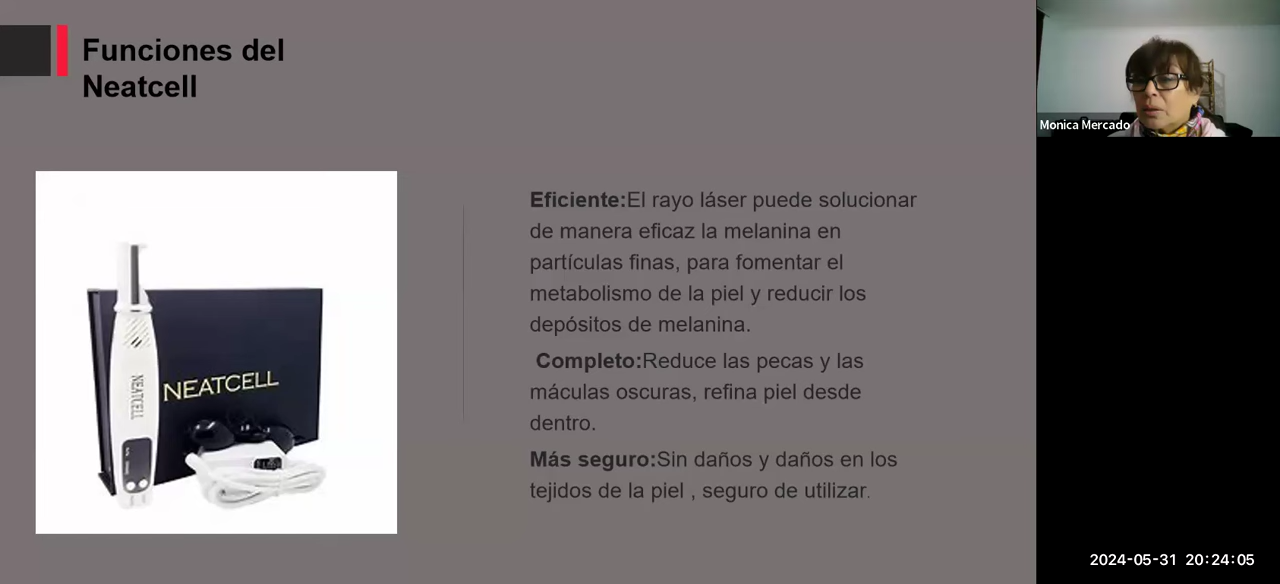 Funciones del
Neatcell
NEATCELL
NEATCELL
Eficiente:El rayo láser puede solucionar
de manera eficaz la melanina en
partículas finas, para fomentar el
metabolismo de la piel y reducir los
depósitos de melanina.
Completo:Reduce las pecas y las
máculas oscuras, refina piel desde
dentro.
Más seguro:Sin daños y daños en los
tejidos de la piel , seguro de utilizar.
Monica Mercado
2024-05-31 20:24:05